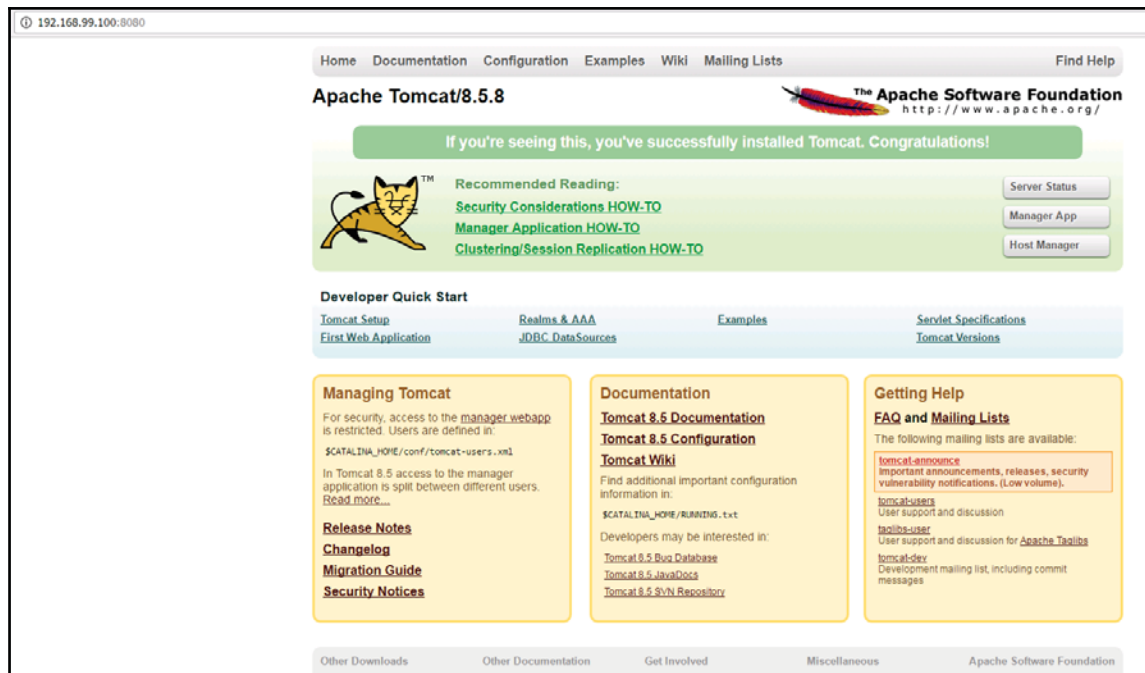 192.168.99.100:8080
Home Documentation Configuration Examples Wiki Mailing Lists Find Help
Apache Tomcat/8.5.8
The Apache Software Foundation
http://www.apache.org/
If you're seeing this, you've successfully installed Tomcat. Congratulations!
TM
Recommended Reading:
Security Considerations HOW-TO
Manager Application HOW-TO
Clustering/Session Replication HOW-TO
Server Status
Manager App
Host Manager
Developer Quick Start
Tomcat Setup
First Web Application
Realms & AAA
JDBC DataSources
Examples
Servlet Specifications
Tomcat Versions
Managing Tomcat
For security, access to the manager webapp
is restricted. Users are defined in:
$CATALINA_HOME/conf/tomcat-users.xml
In Tomcat 8.5 access to the manager
application is split between different users.
Read more...
Release Notes
Changelog
Migration Guide
Security Notices
Documentation
Tomcat 8.5 Documentation
Tomcat 8.5 Configuration
Tomcat Wiki
Find additional important configuration
information in:
$CATALINA_HOME/RUNNING.txt
Developers may be interested in:
Tomcat 8.5 Bug Database
Tomcat 8.5 JavaDocs
Tomcat 8.5 SVN Repository
Getting Help
FAQ and Mailing Lists
The following mailing lists are available:
tomcat-announce
Important announcements, releases, security
vulnerability notifications. (Low volume).
tomcat-users
User support and discussion
taglibs-user
User support and discussion for Apache Taglibs
tomcat-dev
Development mailing list, including commit
messages
Other Downloads Other Documentation Get Involved Miscellaneous Apache Software Foundation